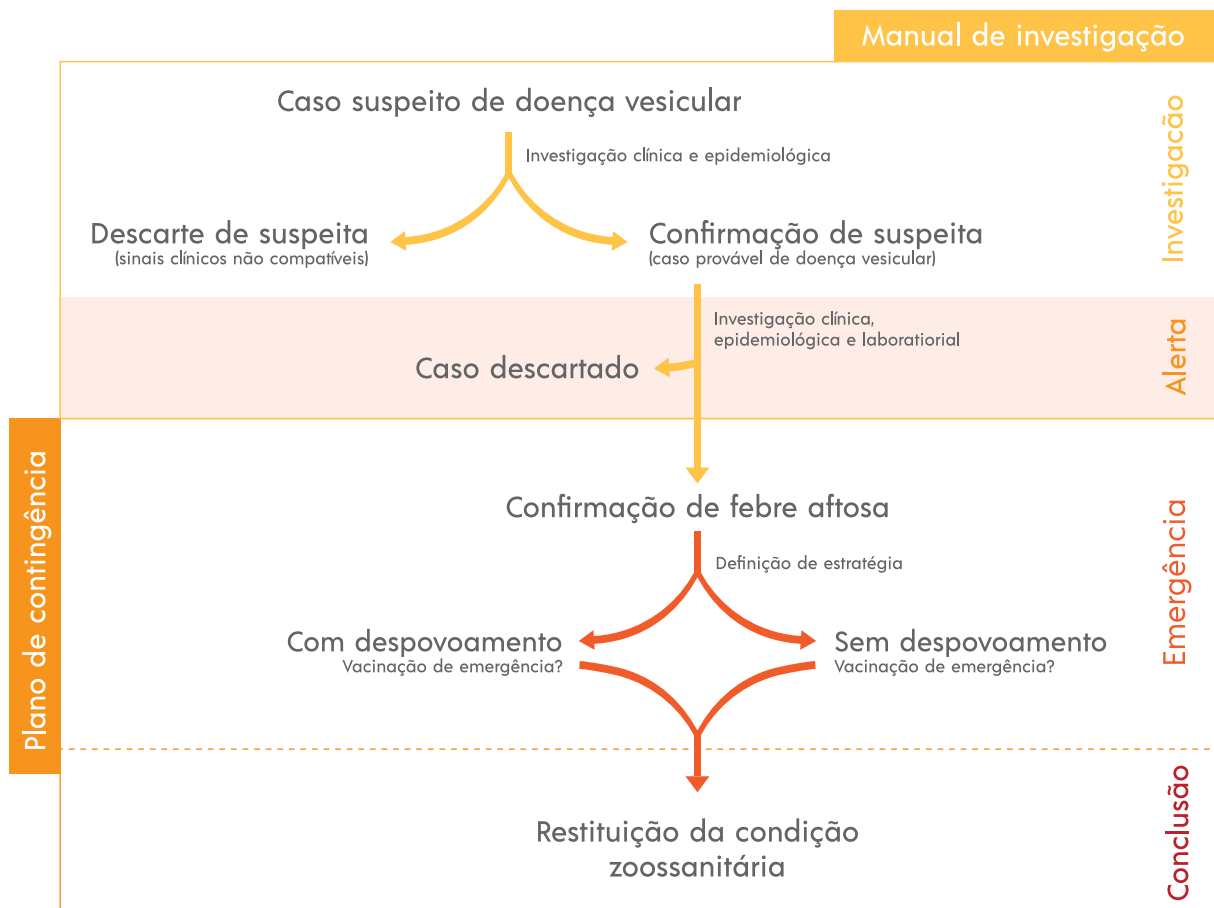 Manual de investigação
Caso suspeito de doença vesicular
Investigação clínica e epidemiológica
Descarte de suspeita
(sinais clínicos não compatíveis)
Confirmação de suspeita
(caso provável de doença vesicular)
Investigação
Investigação clínica,
epidemiológica e laboratiorial
Caso descartado
Alerta
Plano de contingência
Confirmação de febre aftosa
Definição de estratégia
Com despovoamento
Vacinação de emergência?
Sem despovoamento
Vacinação de emergência?
Emergência
Restituição da condição
zoossanitária
Conclusão